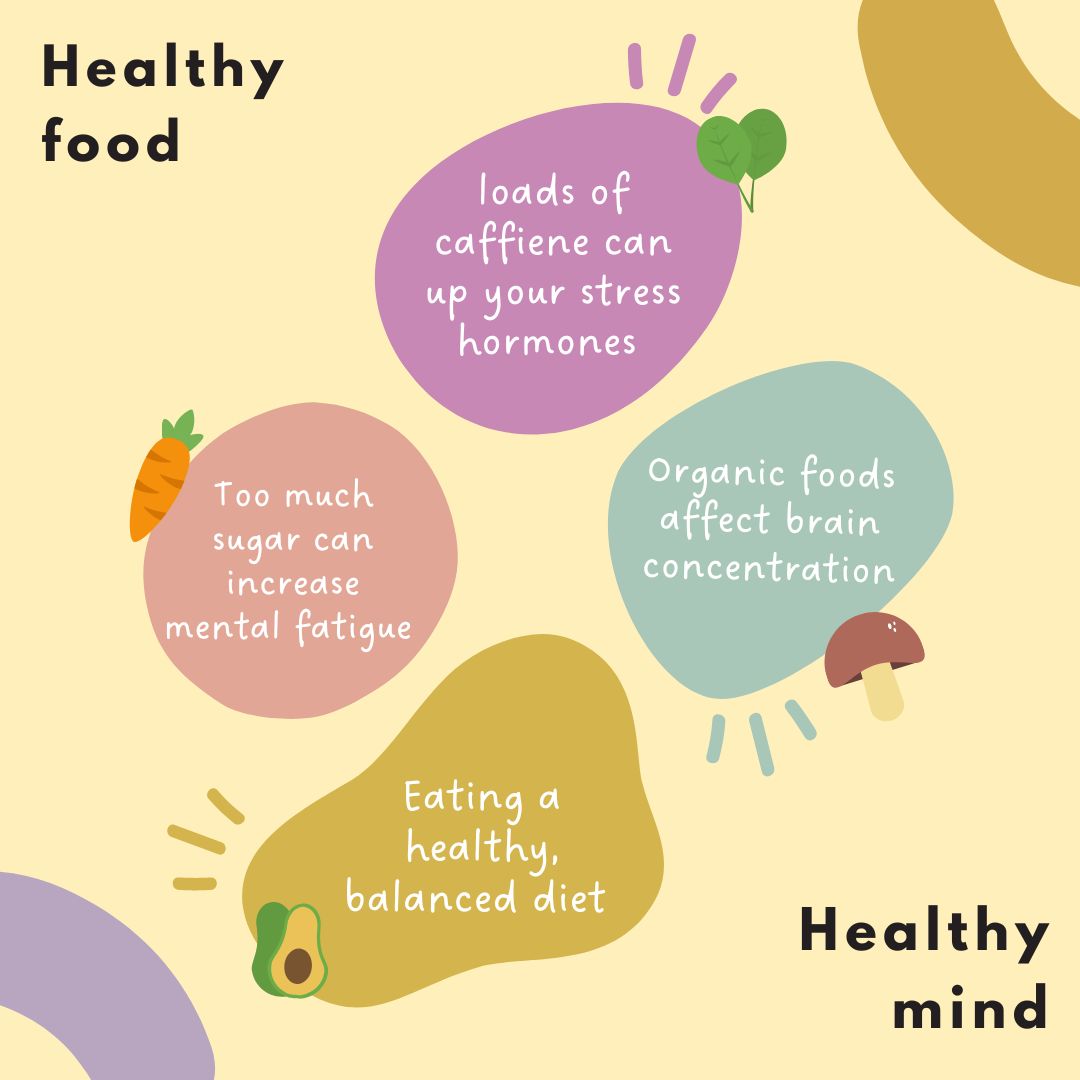 Healthy
food
loads of
caffiene can
up your stress
hormones
Organic foods
affect brain
concentration
Too much
sugar can
increase
mental fatigue
Eating a
healthy,
balanced diet
Healthy
mind